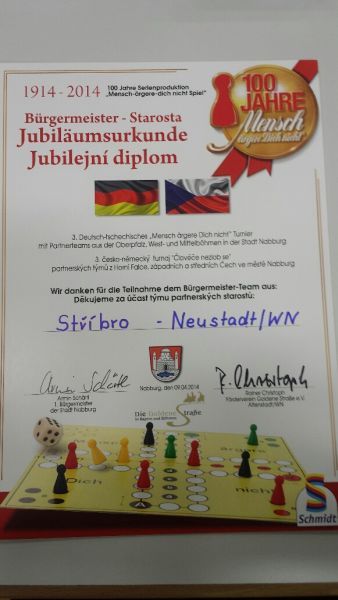 1914 - 2014
100 Jahre Serienproduktion
„Mensch-ärgere-dich nicht Spiel"
100
JAHRE
Mensch
ärgere Dich nicht
Bürgermeister - Starosta
Jubiläumsurkunde
Jubilejní diplom
3. Deutsch-tschechisches „Mensch ärgere Dich nicht" Turnier
mit Partnerteams aus der Oberpfalz, West- und Mittelböhmen in der Stadt Nabburg
3. česko-německý turnaj "Člověče nezlob se"
partnerských týmů z Horní Falce, západních a středních Čech ve městě Nabburg
Wir danken für die Teilnahme dem Bürgermeister-Team aus:
Děkujeme za účast týmu partnerských starostů:
Stříbro - Neustadt/WN
Armin Schärtl
1. Bürgermeister
der Stadt Nabburg
Nabburg, den 09.04.2014
Rainer Christoph
Förderverein Goldene Straße e.V.
Altenstadt/WN
Die Goldene Straße
in Bayern und Böhmen
Dich
nicht
Schmidt